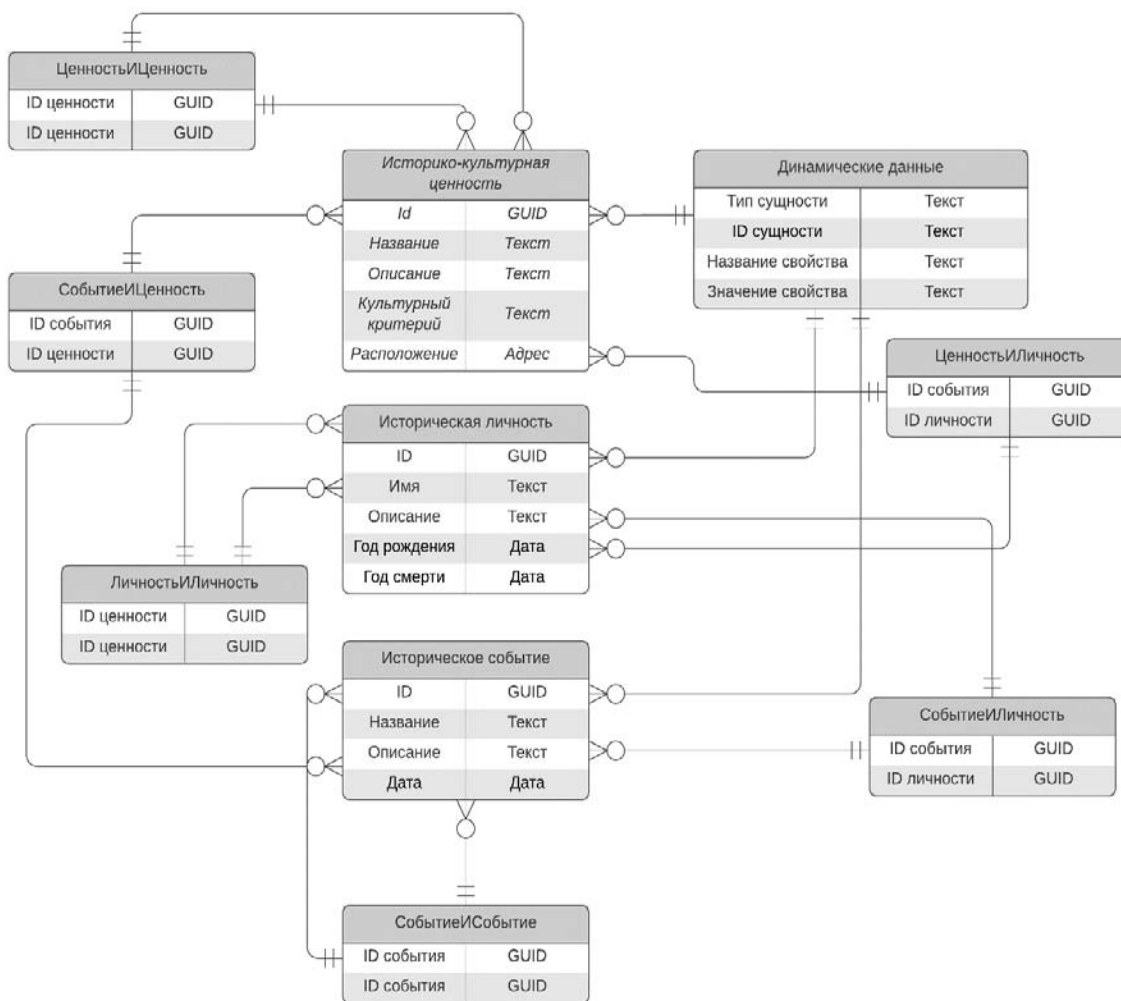 ЦенностьИЦенность
ID ценности GUID
ID ценности GUID
Историко-культурная
ценность
Id GUID
Название Текст
Описание Текст
Культурный
критерий Текст
Расположение Адрес
Динамические данные
Тип сущности Текст
ID сущности Текст
Название свойства Текст
Значение свойства Текст
СобытиеИЦенность
ID события GUID
ID ценности GUID
ЦенностьИЛичность
ID события GUID
ID личности GUID
Историческая личность
ID GUID
Имя Текст
Описание Текст
Год рождения Дата
Год смерти Дата
ЛичностьИЛичность
ID ценности GUID
ID ценности GUID
Историческое событие
ID GUID
Название Текст
Описание Текст
Дата Дата
СобытиеИЛичность
ID события GUID
ID личности GUID
СобытиеИСобытие
ID события GUID
ID события GUID